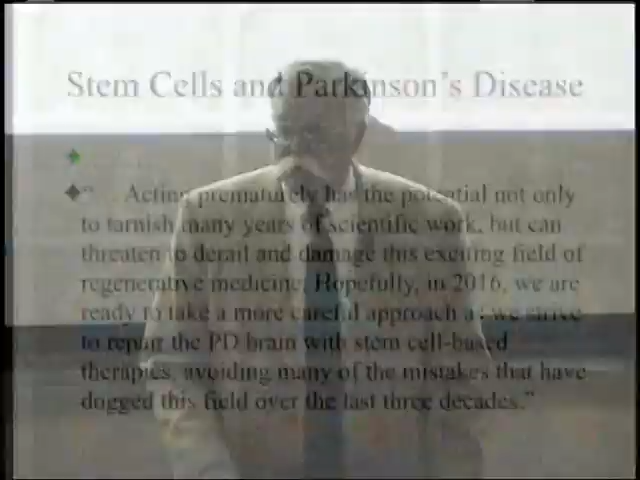 Stem Cells and Parkinson's Disease
“ Acting prematurely has the potential not only
to tarnish many years of scientific work, but can
threaten to derail and damage this exciting field of
regenerative medicine. Hopefully, in 2016, we are
ready to take a more careful approach as we strive
to repair the PD brain with stem cell-based
therapies, avoiding many of the mistakes that have
dogged this field over the last three decades.”